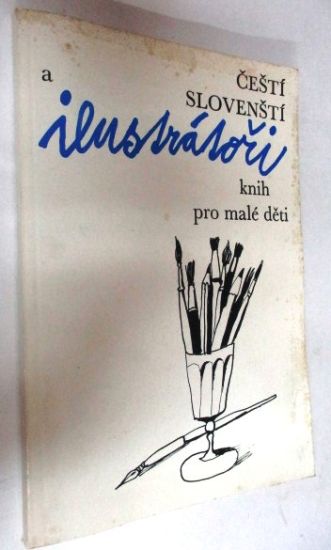 ČEŠTÍ
a SLOVENŠTÍ
ilustrátoři
knih
pro malé děti